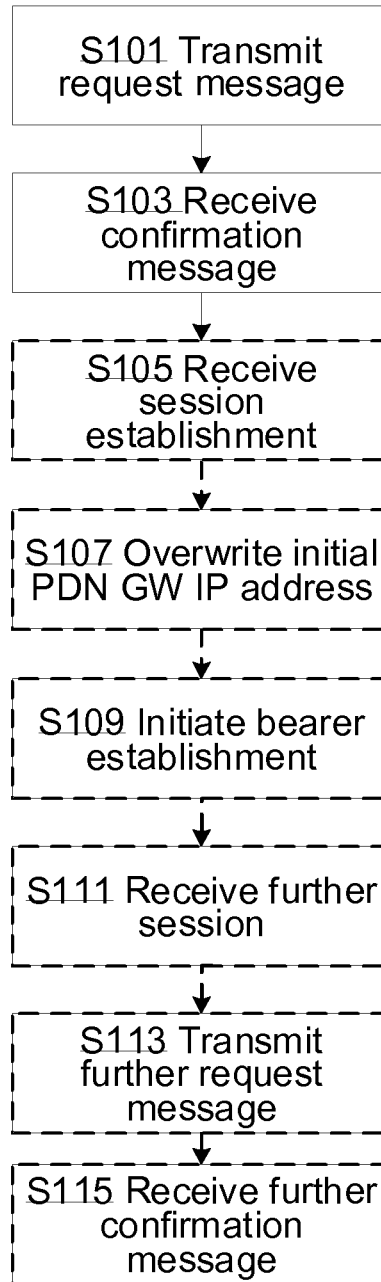 S101 Transmit
request message
S103 Receive
confirmation
message
S105 Receive
session
establishment
S107 Overwrite initial
PDN GW IP address
S109 Initiate bearer
establishment
S111 Receive further
session
S113 Transmit
further request
message
S115 Receive further
confirmation
message